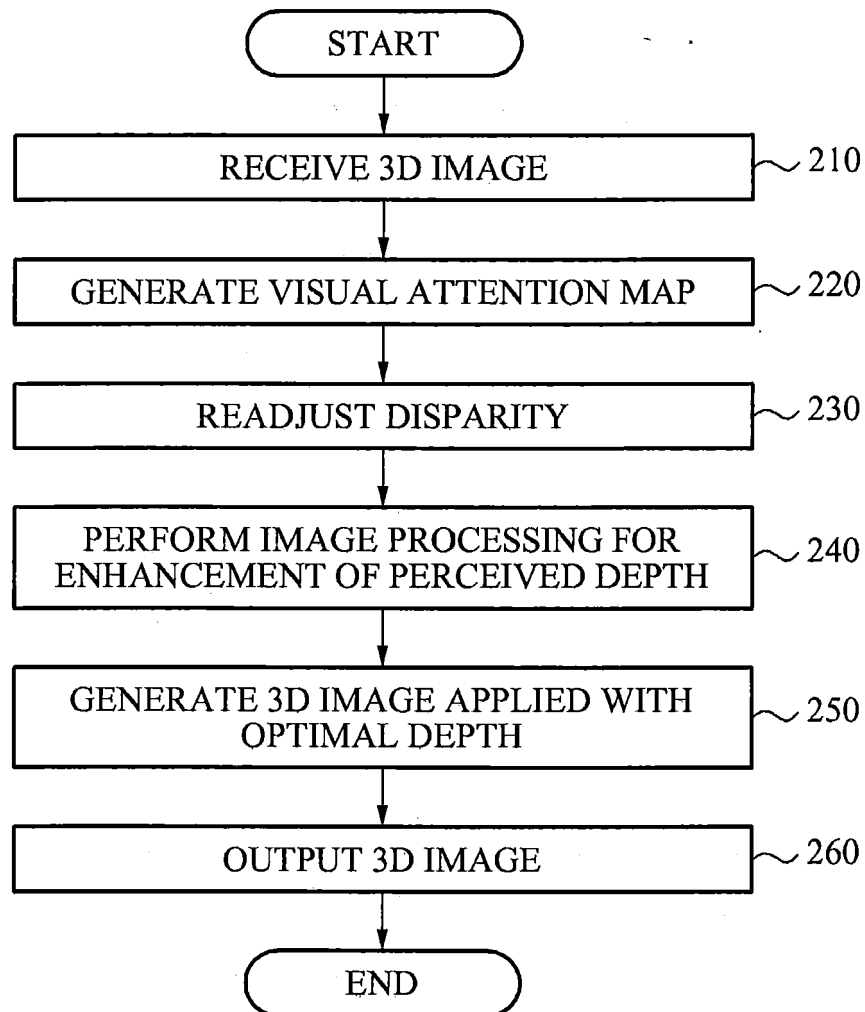 START
RECEIVE 3D IMAGE
210
GENERATE VISUAL ATTENTION MAP
220
READJUST DISPARITY
230
PERFORM IMAGE PROCESSING FOR
ENHANCEMENT OF PERCEIVED DEPTH
240
GENERATE 3D IMAGE APPLIED WITH
OPTIMAL DEPTH
250
OUTPUT 3D IMAGE
260
END